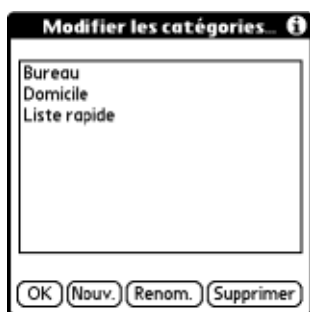 Modifier les catégories...
Bureau
Domicile
Liste rapide
OK Nouv. Renom. Supprimer